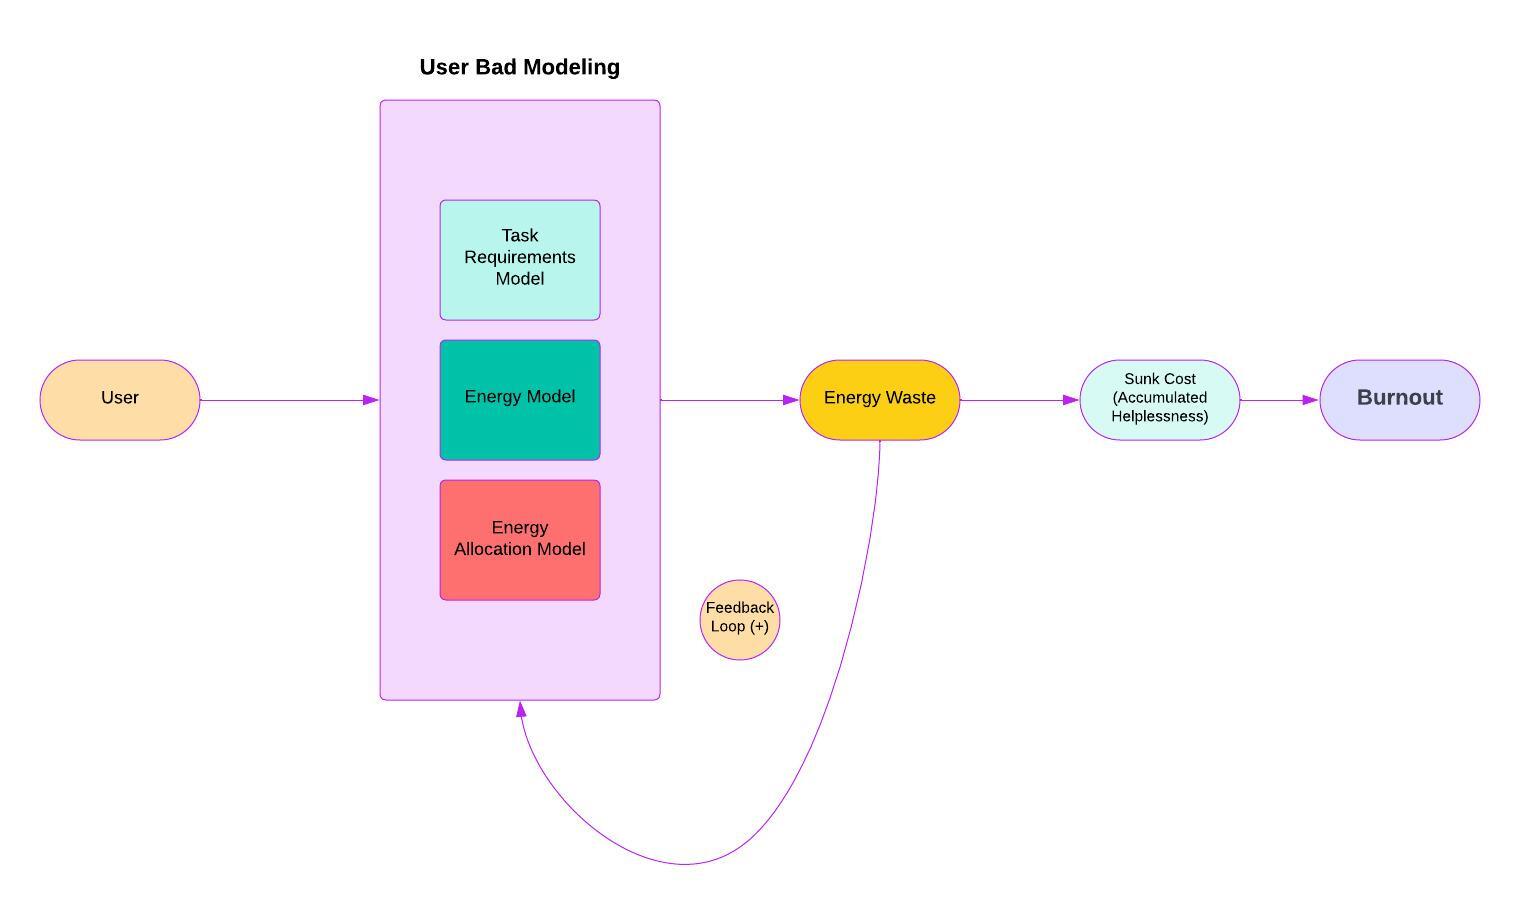 User Bad Modeling
Task
Requirements
Model
User
Energy Model
Energy Waste
Sunk Cost
(Accumulated
Helplessness)
Burnout
Energy
Allocation Model
Feedback
Loop (+)